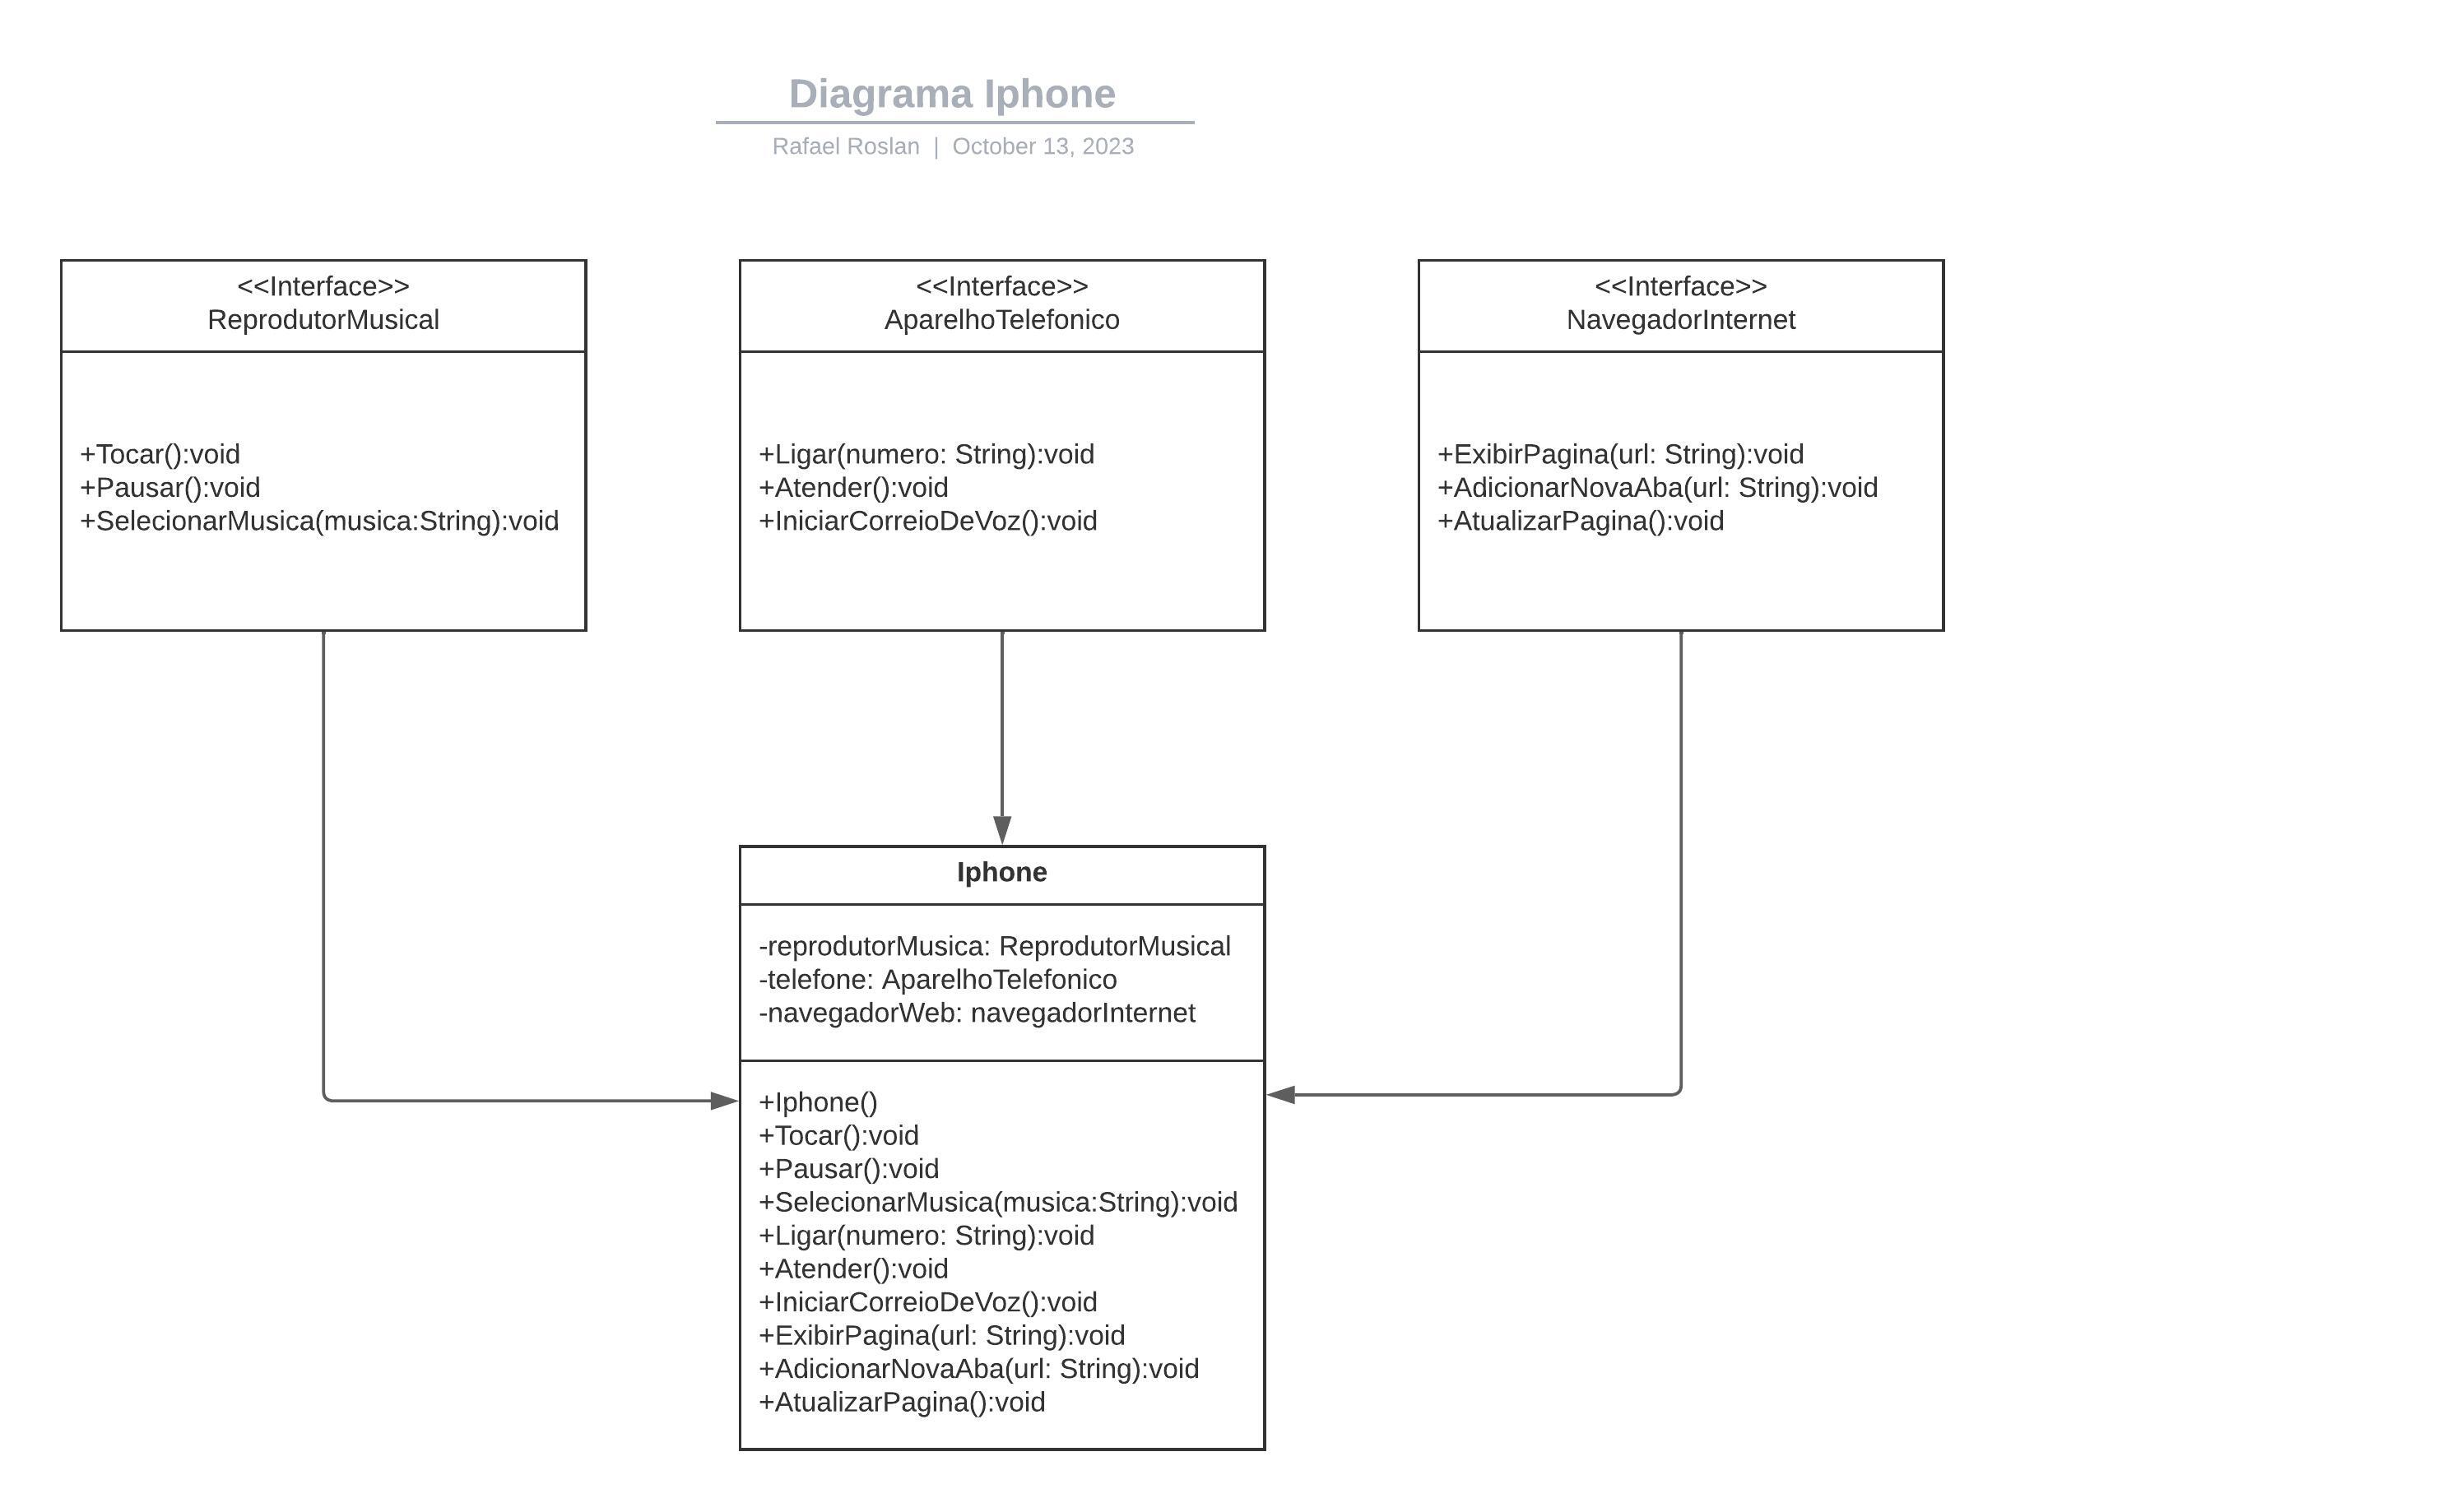 Diagrama Iphone
Rafael Roslan | October 13, 2023
<<Interface>>
ReprodutorMusical
+Tocar():void
+Pausar():void
+SelecionarMusica(musica:String):void
<<Interface>>
AparelhoTelefonico
+Ligar(numero: String):void
+Atender():void
+IniciarCorreioDeVoz():void
<<Interface>>
NavegadorInternet
+ExibirPagina(url: String):void
+AdicionarNovaAba(url: String):void
+AtualizarPagina():void
Iphone
-reprodutorMusica: ReprodutorMusical
-telefone: AparelhoTelefonico
-navegadorWeb: navegadorInternet
+Iphone()
+Tocar():void
+Pausar():void
+SelecionarMusica(musica:String):void
+Ligar(numero: String):void
+Atender():void
+IniciarCorreioDeVoz():void
+ExibirPagina(url: String):void
+AdicionarNovaAba(url: String):void
+AtualizarPagina():void